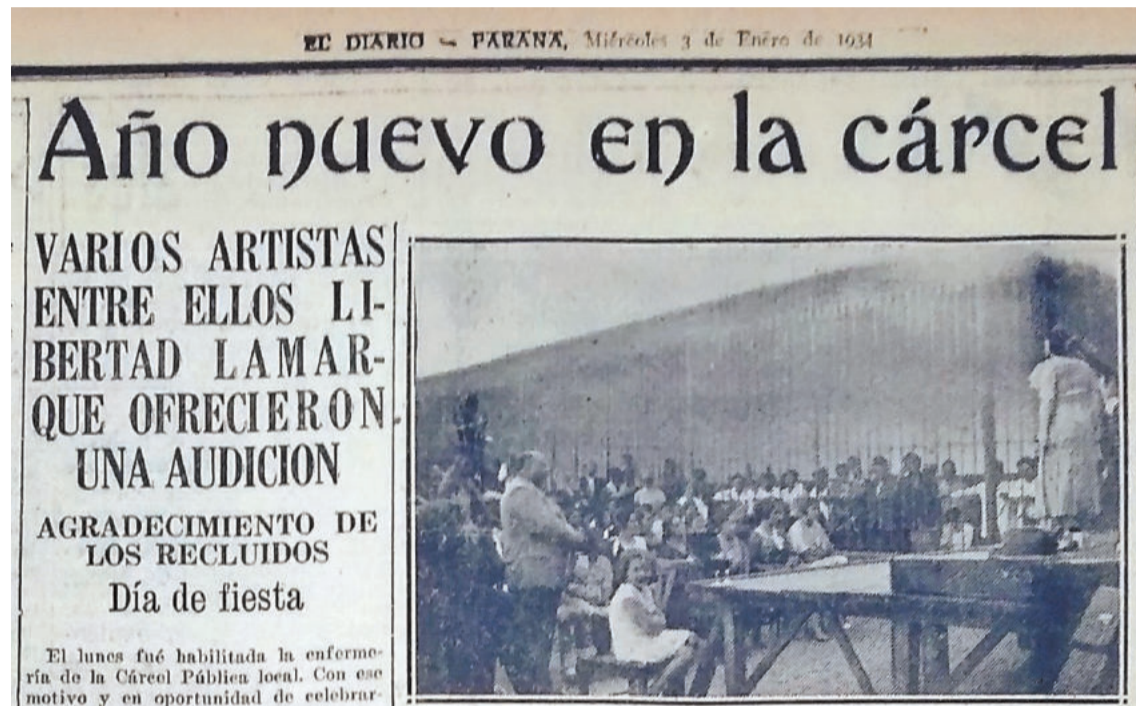 EL DIARIO - PARANA, Miércoles 3 de Enero de 1934
Año nuevo en la cárcel
VARIOS ARTISTAS
ENTRE ELLOS LI-
BERTAD LAMAR-
QUE OFRECIERON
UNA AUDICION
AGRADECIMIENTO DE
LOS RECLUIDOS
Día de fiesta
El lunes fué habilitada la enferme-
ría de la Cárcel Pública local. Con ese
motivo y en oportunidad de celebrar-